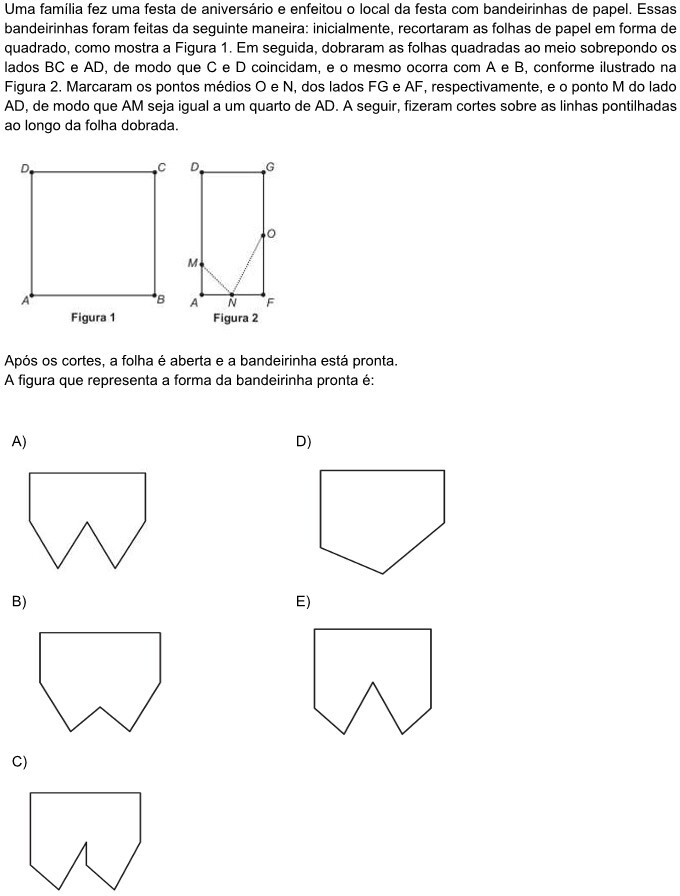 Uma família fez uma festa de aniversário e enfeitou o local da festa com bandeirinhas de papel. Essas
bandeirinhas foram feitas da seguinte maneira: inicialmente, recortaram as folhas de papel em forma de
quadrado, como mostra a Figura 1. Em seguida, dobraram as folhas quadradas ao meio sobrepondo os
lados BC e AD, de modo que C e D coincidam, e o mesmo ocorra com A e B, conforme ilustrado na
Figura 2. Marcaram os pontos médios O e N, dos lados FG e AF, respectivamente, e o ponto M do lado
AD, de modo que AM seja igual a um quarto de AD. A seguir, fizeram cortes sobre as linhas pontilhadas
ao longo da folha dobrada.
D C D G
O
M
A B A N F
Figura 1 Figura 2
Após os cortes, a folha é aberta e a bandeirinha está pronta.
A figura que representa a forma da bandeirinha pronta é:
A) D)
B) E)
C)